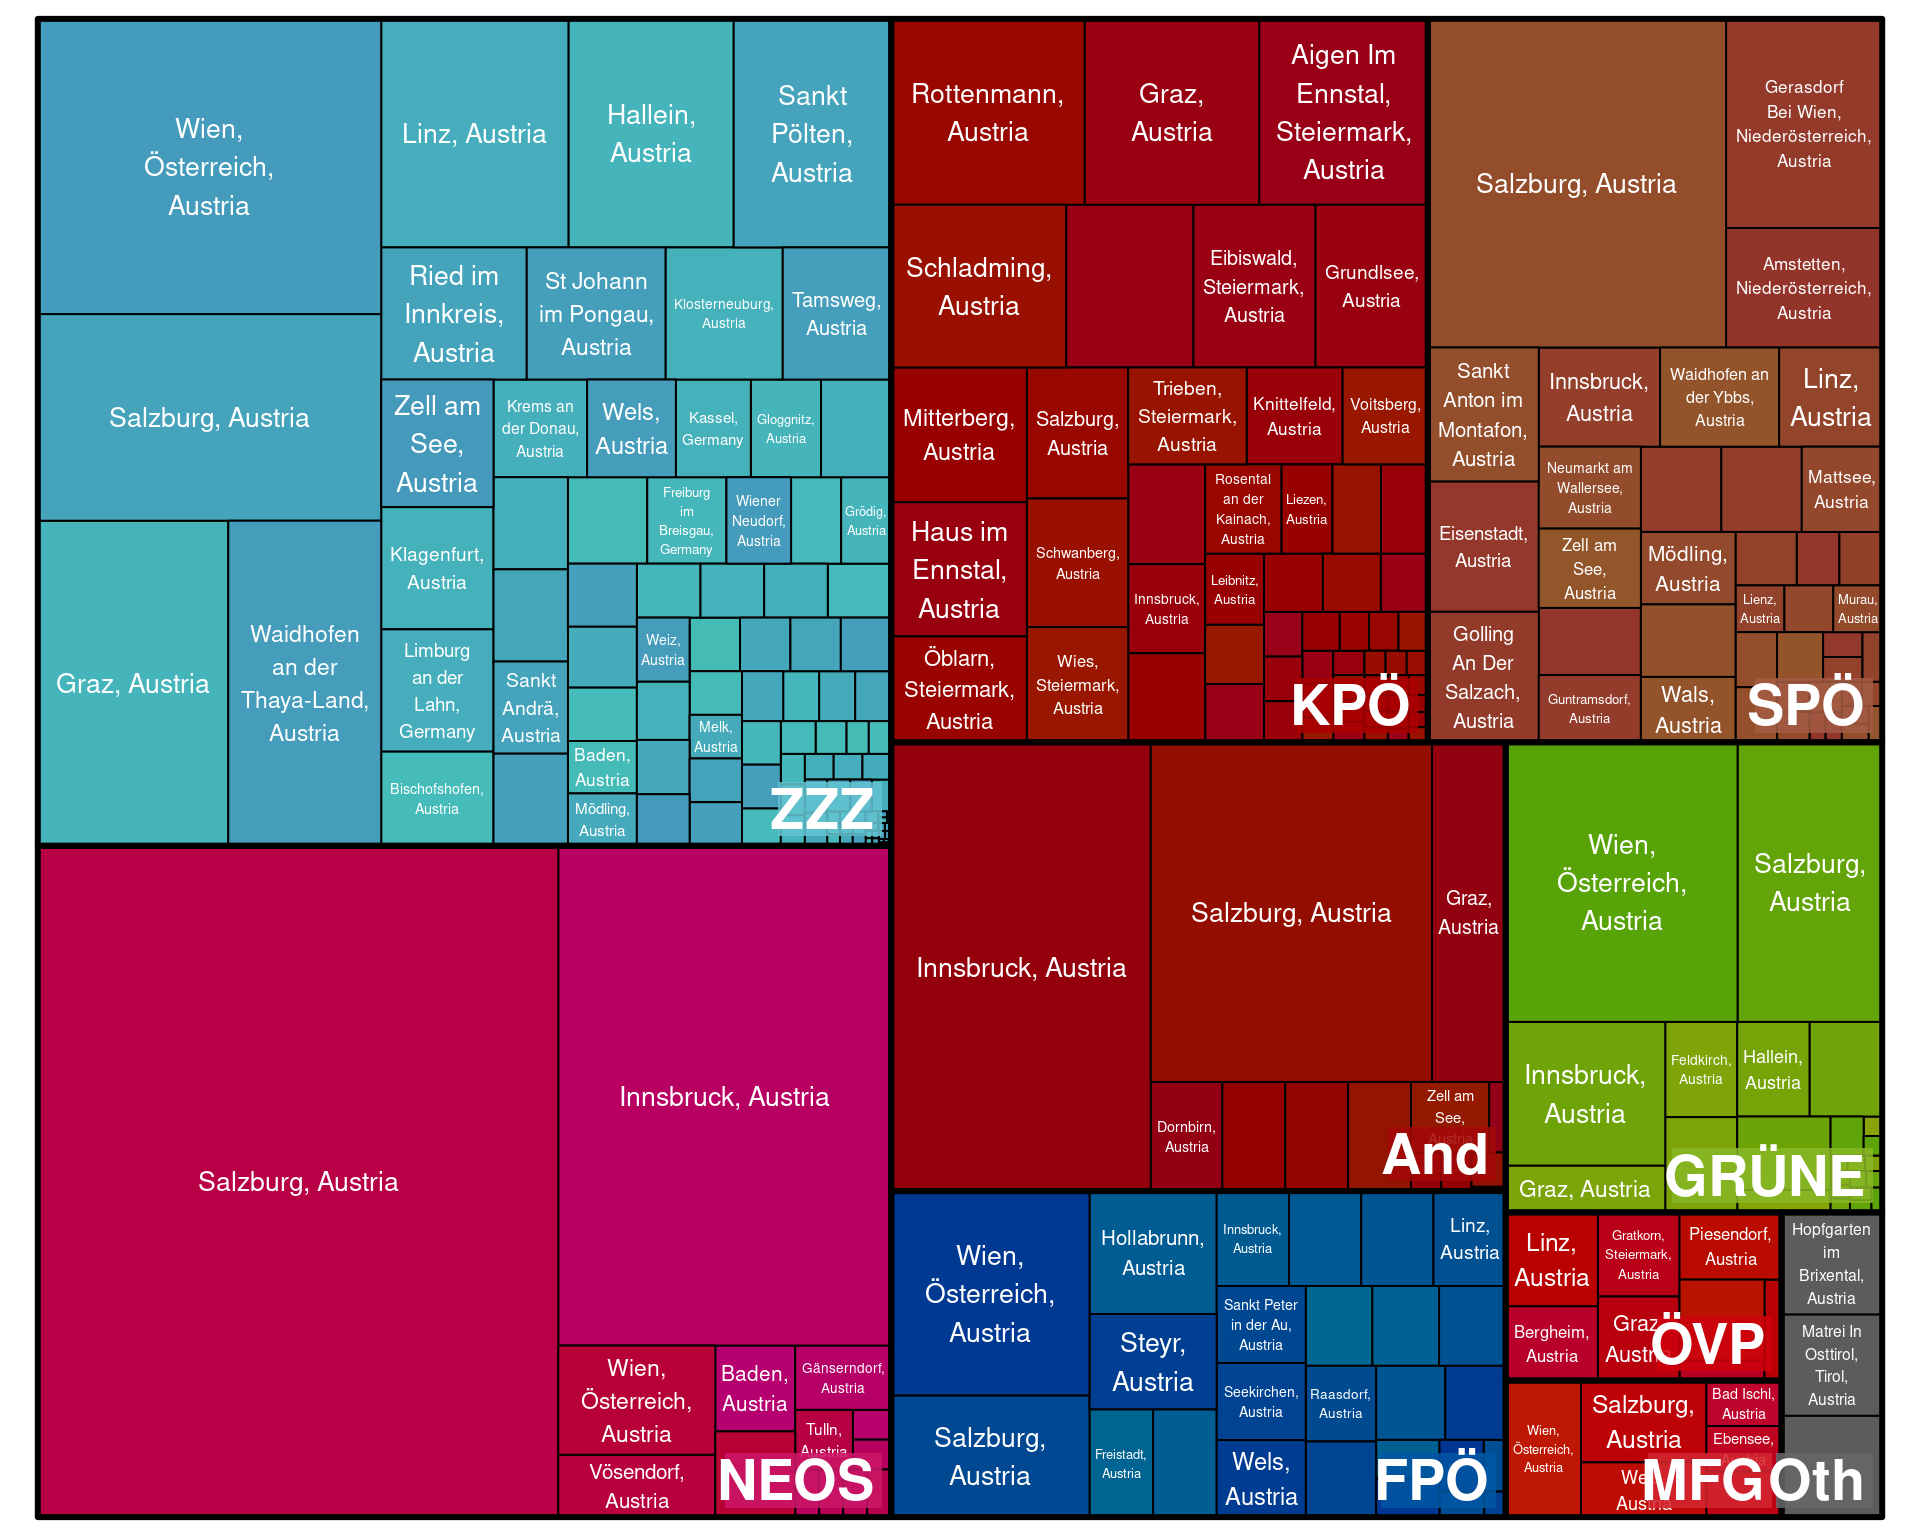 Wien,
Österreich,
Austria
Linz, Austria
Hallein,
Austria
Sankt
Pölten,
Austria
Salzburg, Austria
Ried im
Innkreis,
Austria
St Johann
im Pongau,
Austria
Klosterneuburg,
Austria
Tamsweg,
Austria
Zell am
See,
Austria
Krems an
der Donau,
Austria
Wels,
Austria
Kassel,
Germany
Gloggnitz,
Austria
Freiburg
im
Breisgau,
Germany
Wiener
Neudorf,
Austria
Grödig,
Austria
Graz, Austria
Waidhofen
an der
Thaya-Land,
Austria
Klagenfurt,
Austria
Limburg
an der
Lahn,
Germany
Sankt
Andrä,
Austria
Weiz,
Austria
Melk,
Austria
Bischofshofen,
Austria
Baden,
Austria
Mödling,
Austria
ZZZ
Rottenmann,
Austria
Graz,
Austria
Aigen Im
Ennstal,
Steiermark,
Austria
Schladming,
Austria
Eibiswald,
Steiermark,
Austria
Grundlsee,
Austria
Mitterberg,
Austria
Salzburg,
Austria
Trieben,
Steiermark,
Austria
Knittelfeld,
Austria
Voitsberg,
Austria
Rosental
an der
Kainach,
Austria
Liezen,
Austria
Haus im
Ennstal,
Austria
Schwanberg,
Austria
Innsbruck,
Austria
Leibnitz,
Austria
Öblarn,
Steiermark,
Austria
Wies,
Steiermark,
Austria
KPÖ
Salzburg, Austria
Gerasdorf
Bei Wien,
Niederösterreich,
Austria
Amstetten,
Niederösterreich,
Austria
Sankt
Anton im
Montafon,
Austria
Innsbruck,
Austria
Waidhofen an
der Ybbs,
Austria
Linz,
Austria
Neumarkt am
Wallersee,
Austria
Mattsee,
Austria
Eisenstadt,
Austria
Zell am
See,
Austria
Mödling,
Austria
Lienz,
Austria
Murau,
Austria
Golling
An Der
Salzach,
Austria
Guntramsdorf,
Austria
Wals,
Austria
SPÖ
Salzburg, Austria
Innsbruck, Austria
Wien,
Österreich,
Austria
Baden,
Austria
Gänserndorf,
Austria
Tulln,
Austria
Vösendorf,
Austria
NEOS
Innsbruck, Austria
Salzburg, Austria
Graz,
Austria
Dornbirn,
Austria
Zell am
See,
Austria
And
Wien,
Österreich,
Austria
Salzburg,
Austria
Innsbruck,
Austria
Feldkirch,
Austria
Hallein,
Austria
Graz, Austria
GRÜNE
Wien,
Österreich,
Austria
Hollabrunn,
Austria
Innsbruck,
Austria
Linz,
Austria
Steyr,
Austria
Sankt Peter
in der Au,
Austria
Seekirchen,
Austria
Raasdorf,
Austria
Salzburg,
Austria
Freistadt,
Austria
Wels,
Austria
FPÖ
Linz,
Austria
Gratkorn,
Steiermark,
Austria
Piesendorf,
Austria
Bergheim,
Austria
Graz,
Austria
ÖVP
Wien,
Österreich,
Austria
Salzburg,
Austria
Bad Ischl,
Austria
Ebensee,
Austria
MFG
Hopfgarten
im
Brixental,
Austria
Matrei In
Osttirol,
Tirol,
Austria
Oth